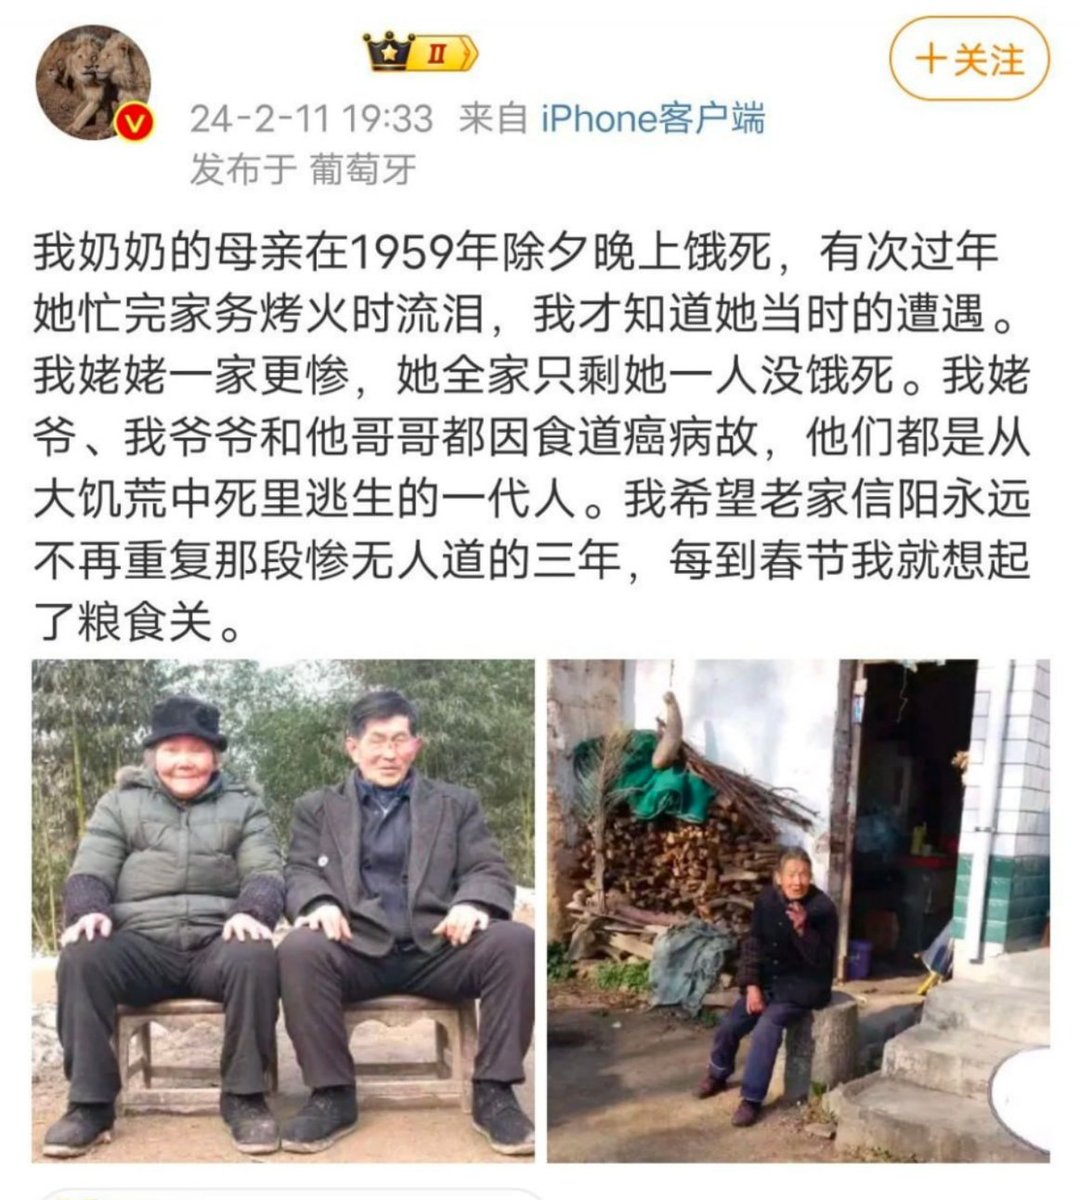 II
+关注
24-2-11 19:33 来自 iPhone客户端
发布于 葡萄牙
我奶奶的母亲在1959年除夕晚上饿死，有次过年
她忙完家务烤火时流泪，我才知道她当时的遭遇。
我姥姥一家更惨，她全家只剩她一人没饿死。我姥
爷、我爷爷和他哥哥都因食道癌病故，他们都是从
大饥荒中死里逃生的一代人。我希望老家信阳永远
不再重复那段惨无人道的三年，每到春节我就想起
了粮食关。